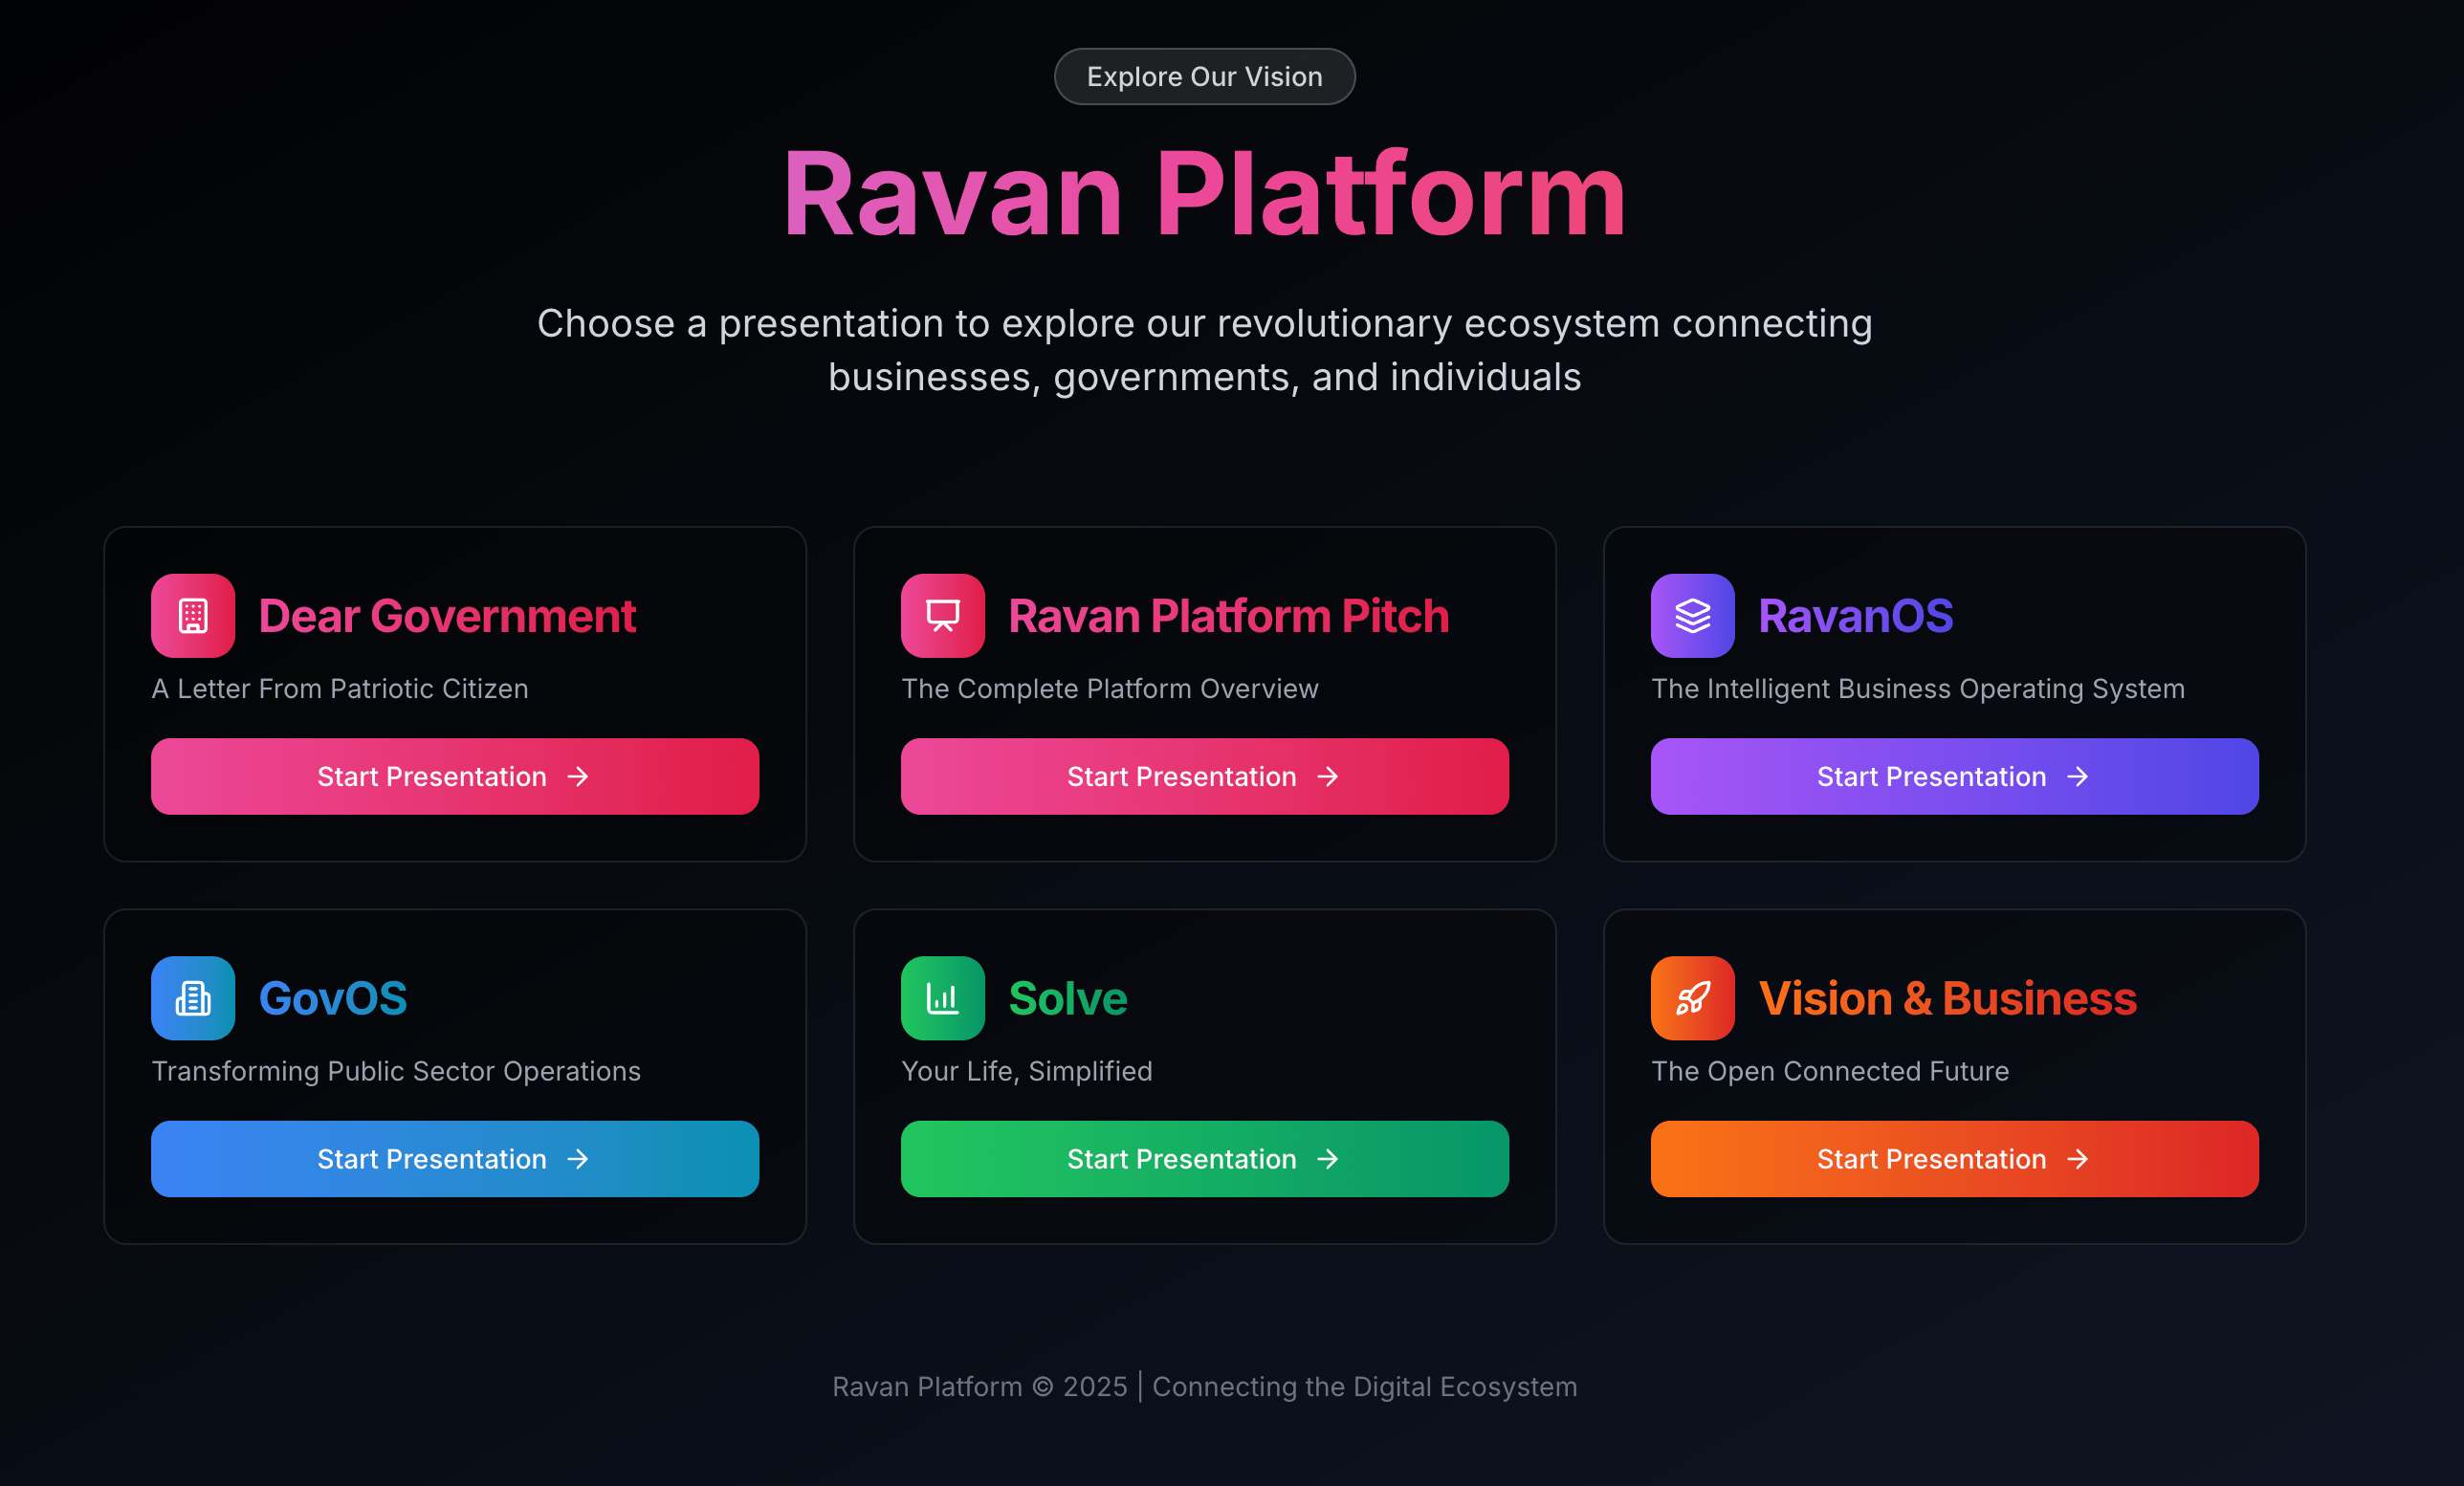 Explore Our Vision
Ravan Platform
Choose a presentation to explore our revolutionary ecosystem connecting
businesses, governments, and individuals
Dear Government
A Letter From Patriotic Citizen
Start Presentation →
Ravan Platform Pitch
The Complete Platform Overview
Start Presentation →
RavanOS
The Intelligent Business Operating System
Start Presentation →
GovOS
Transforming Public Sector Operations
Start Presentation →
Solve
Your Life, Simplified
Start Presentation →
Vision & Business
The Open Connected Future
Start Presentation →
Ravan Platform © 2025 | Connecting the Digital Ecosystem